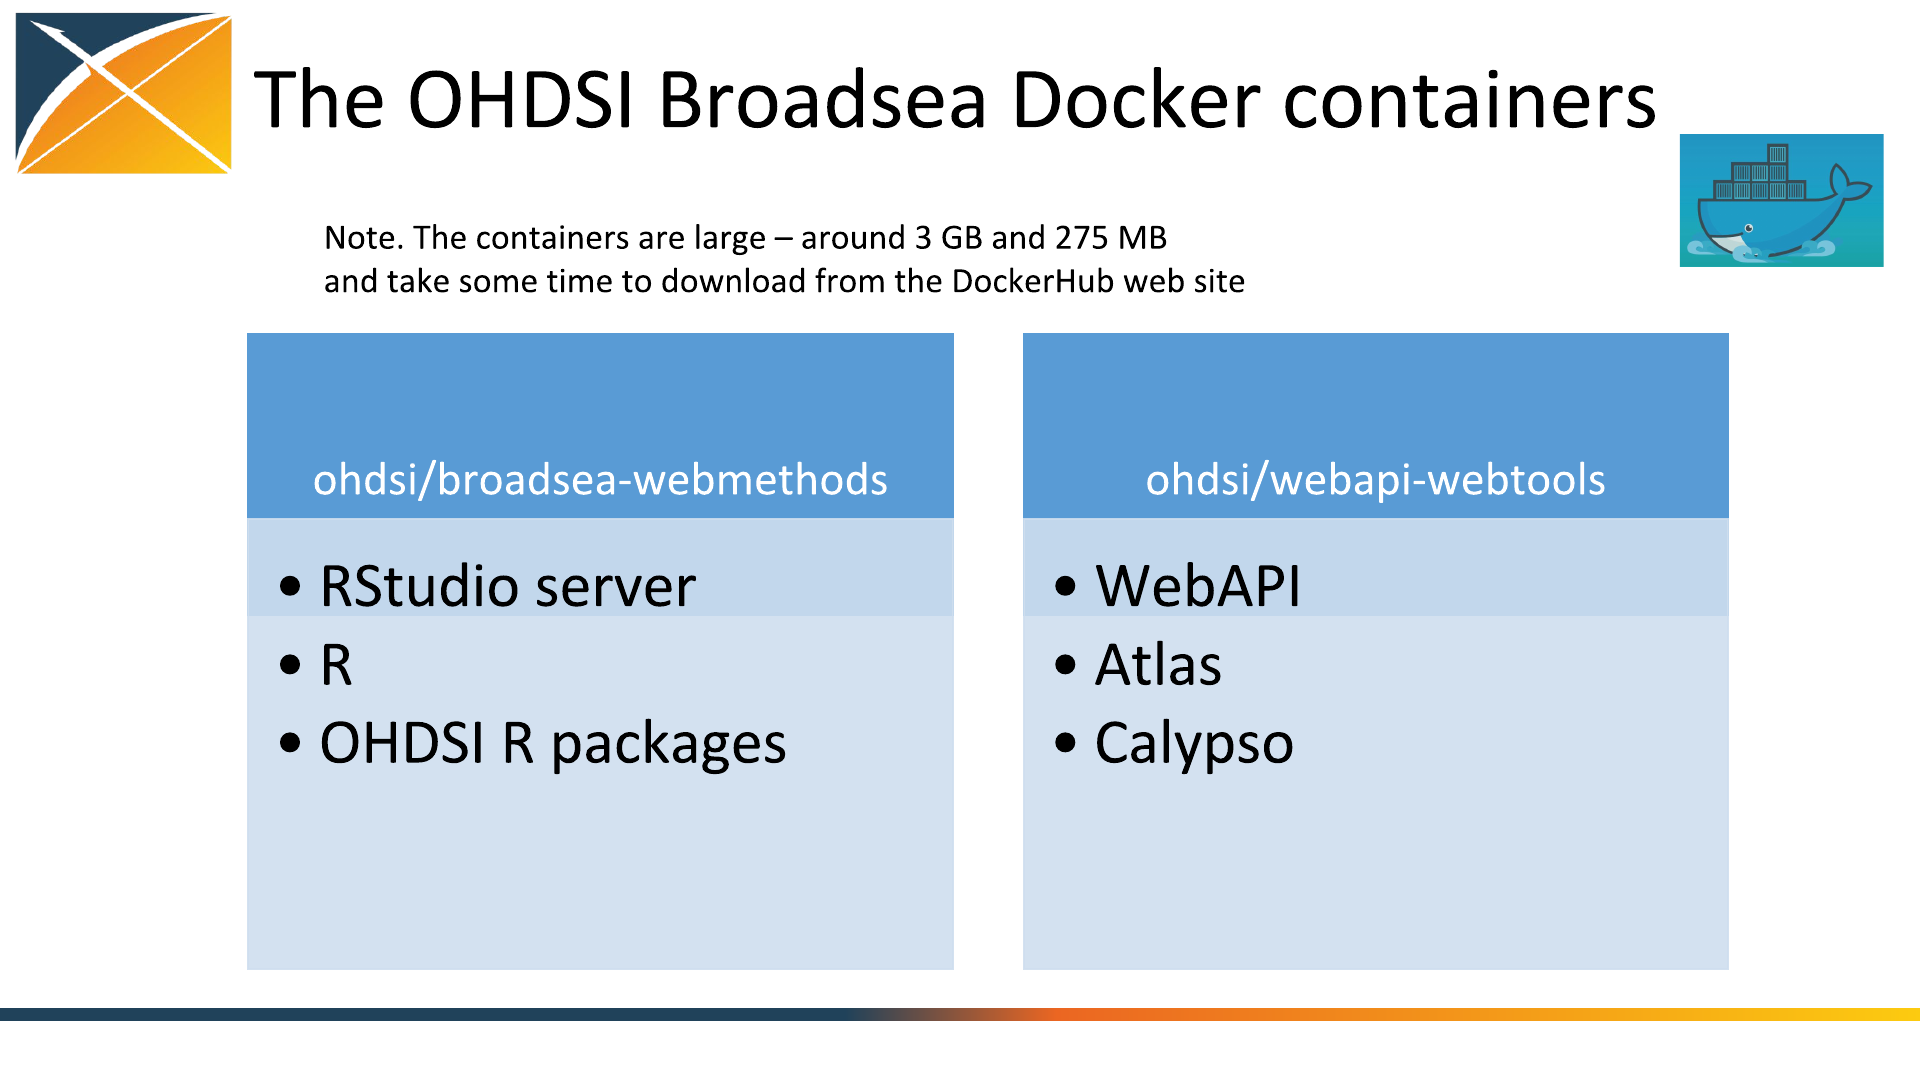 The OHDSI Broadsea Docker containers
Note. The containers are large – around 3 GB and 275 MB
and take some time to download from the DockerHub web site
ohdsi/broadsea-webmethods
• RStudio server
• R
• OHDSI R packages
ohdsi/webapi-webtools
• WebAPI
• Atlas
• Calypso